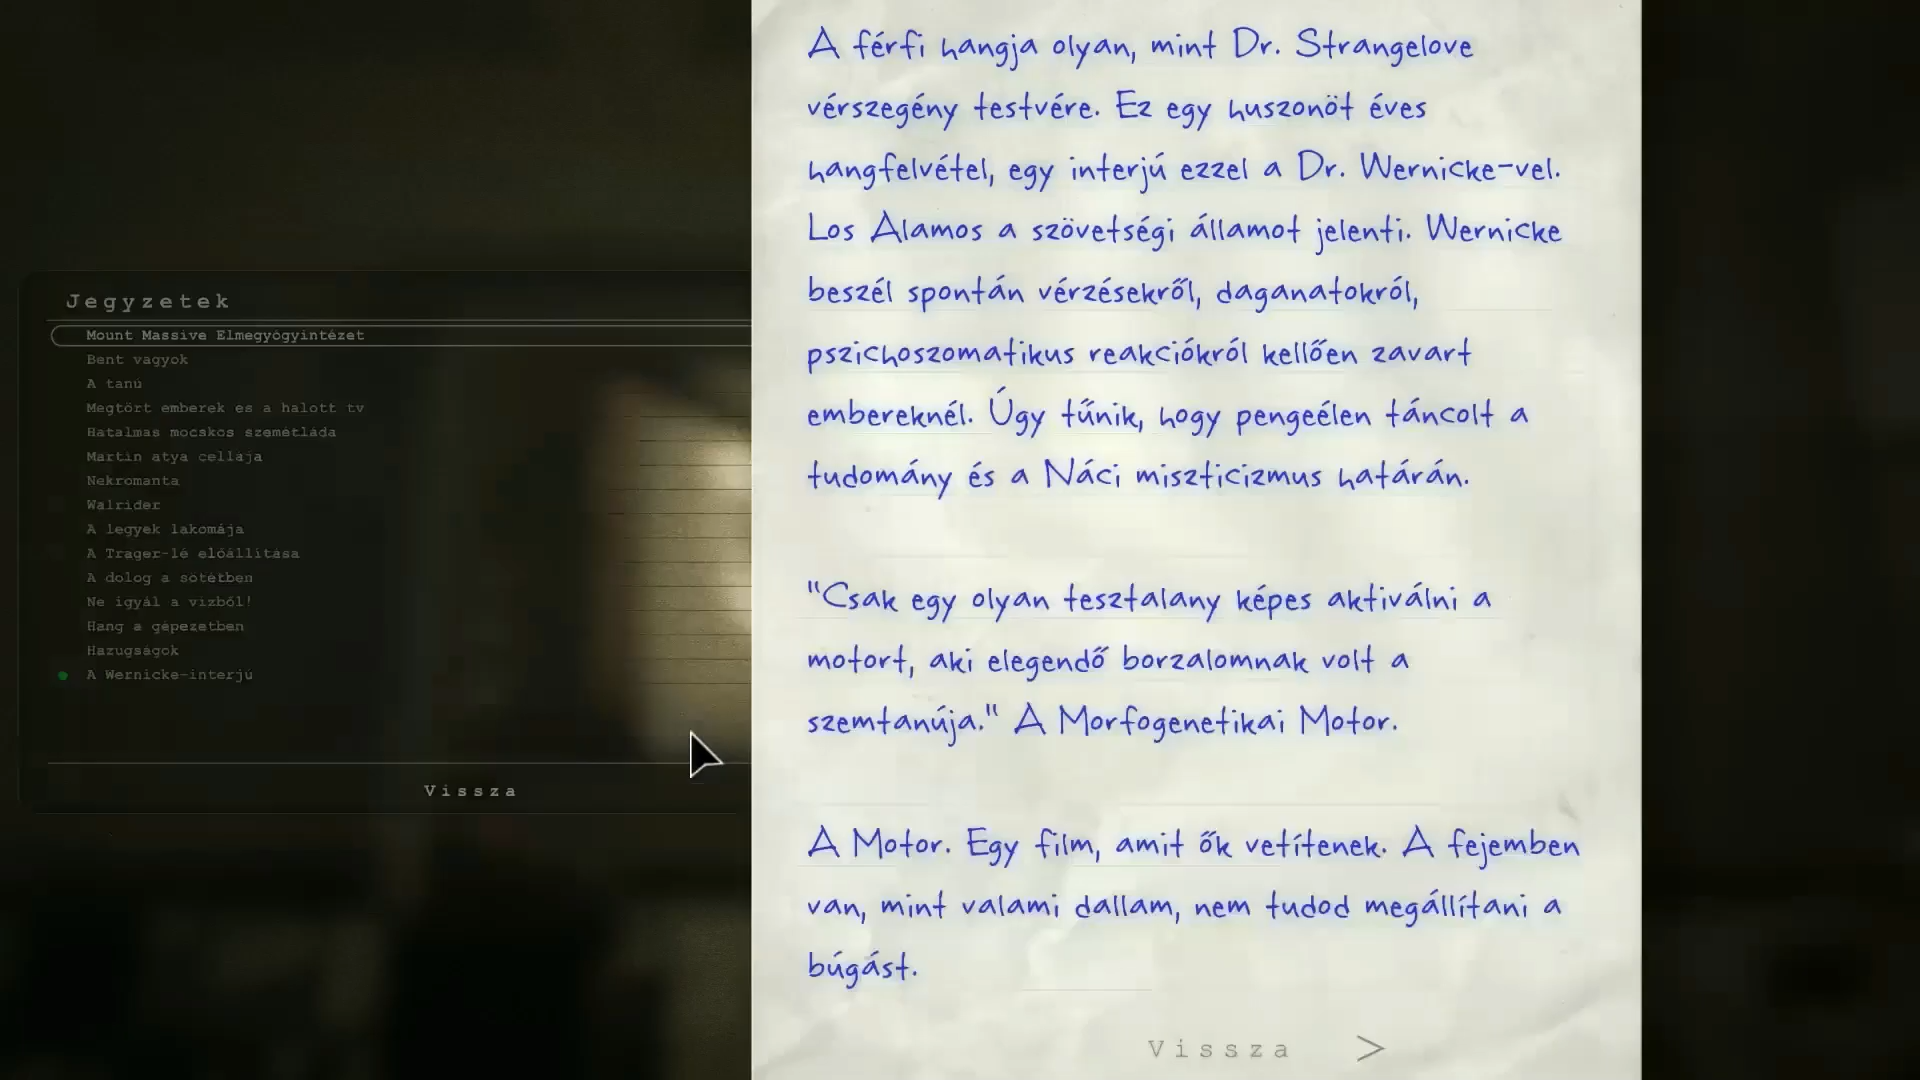 Jegyzetek
Mount Massive Elmegyógyintézet
Bent vagyok
A tanú
Megtört emberek és a halott tv
Hatalmas mocskos szemétláda
Martin atya cellája
Nekromanta
Walrider
A legyek lakomája
A Trager-lé előállítása
A dolog a sötétben
Ne igyál a vízből!
Hang a gépezetben
Hazugságok
A Wernicke-interjú
Vissza
A férfi hangja olyan, mint Dr. Strangelove
vérszegény testvére. Ez egy huszonöt éves
hangfelvétel, egy interjú ezzel a Dr. Wernicke-vel.
Los Alamos a szövetségi államot jelenti. Wernicke
beszél spontán vérzésekről, daganatokról,
pszichoszomatikus reakciókról kellően zavart
embereknél. Úgy tűnik, hogy pengeélen táncolt a
tudomány és a Náci miszticizmus határán.
"Csak egy olyan tesztalany képes aktiválni a
motort, aki elegendő borzalomnak volt a
szemtanúja." A Morfogenetikai Motor.
A Motor. Egy film, amit ők vetítenek. A fejemben
van, mint valami dallam, nem tudod megállítani a
búgást.
Vissza >